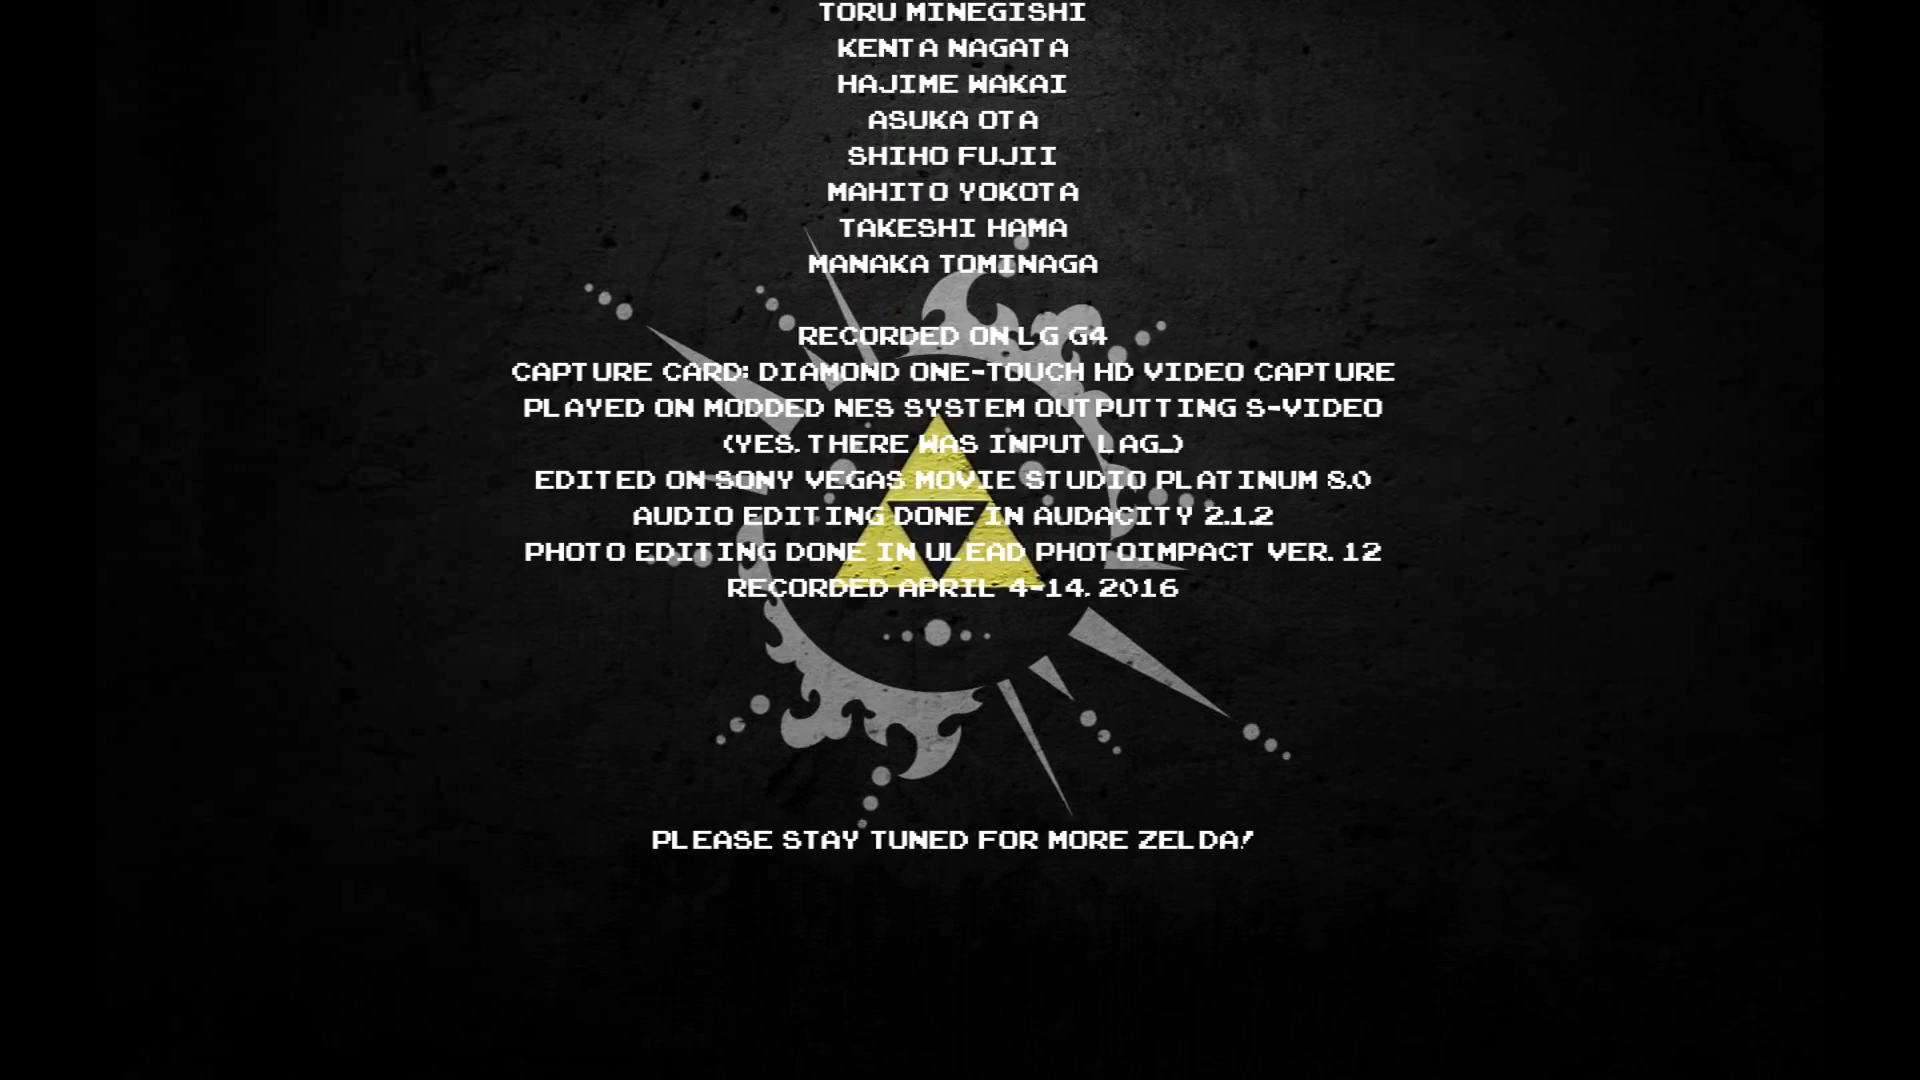 TORU MINEGISHI
KENTA NAGATA
HAJIME WAKAI
ASUKA OTA
SHIHO FUJII
MAHITO YOKOTA
TAKESHI HAMA
MANAKA TOMINAGA
RECORDED ON LG G4
CAPTURE CARD: DIAMOND ONE-TOUCH HD VIDEO CAPTURE
PLAYED ON MODDED NES SYSTEM OUTPUTTING S-VIDEO
(YES, THERE WAS INPUT LAG...)
EDITED ON SONY VEGAS MOVIE STUDIO PLATINUM 8.0
AUDIO EDITING DONE IN AUDACITY 2.1.2
PHOTO EDITING DONE IN ULEAD PHOTOIMPACT VER. 12
RECORDED APRIL 4-14, 2016
PLEASE STAY TUNED FOR MORE ZELDA!